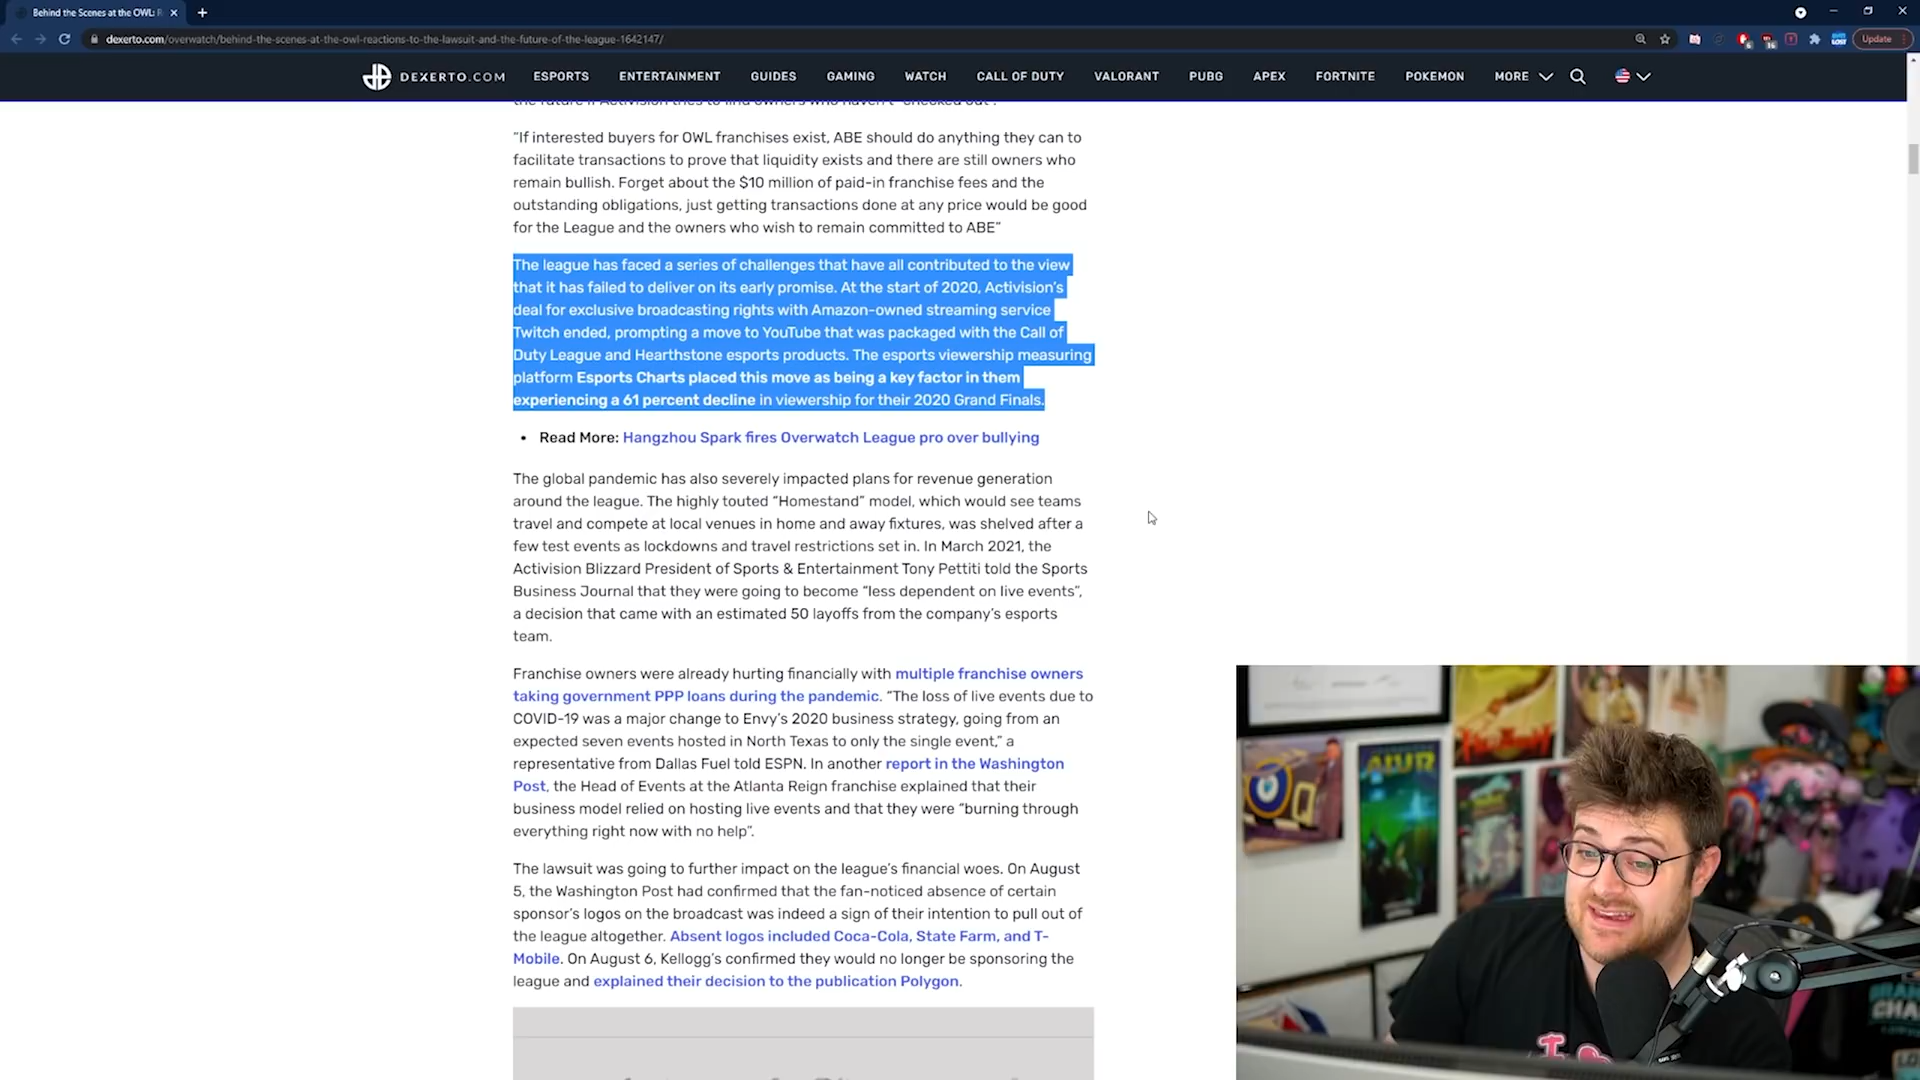 Behind the Scenes at the OWL: R
dexerto.com/overwatch/behind-the-scenes-at-the-owl-reactions-to-the-lawsuit-and-the-future-of-the-league-1642147/
Update
DEXERTO.COM ESPORTS ENTERTAINMENT GUIDES GAMING WATCH CALL OF DUTY VALORANT PUBG APEX FORTNITE POKEMON MORE
the future if Activision tries to find owners who haven't "checked out".
"If interested buyers for OWL franchises exist, ABE should do anything they can to
facilitate transactions to prove that liquidity exists and there are still owners who
remain bullish. Forget about the $10 million of paid-in franchise fees and the
outstanding obligations, just getting transactions done at any price would be good
for the League and the owners who wish to remain committed to ABE"
The league has faced a series of challenges that have all contributed to the view
that it has failed to deliver on its early promise. At the start of 2020, Activision's
deal for exclusive broadcasting rights with Amazon-owned streaming service
Twitch ended, prompting a move to YouTube that was packaged with the Call of
Duty League and Hearthstone esports products. The esports viewership measuring
platform Esports Charts placed this move as being a key factor in them
experiencing a 61 percent decline in viewership for their 2020 Grand Finals.
• Read More: Hangzhou Spark fires Overwatch League pro over bullying
The global pandemic has also severely impacted plans for revenue generation
around the league. The highly touted "Homestand" model, which would see teams
travel and compete at local venues in home and away fixtures, was shelved after a
few test events as lockdowns and travel restrictions set in. In March 2021, the
Activision Blizzard President of Sports & Entertainment Tony Pettiti told the Sports
Business Journal that they were going to become "less dependent on live events",
a decision that came with an estimated 50 layoffs from the company's esports
team.
Franchise owners were already hurting financially with multiple franchise owners
taking government PPP loans during the pandemic. "The loss of live events due to
COVID-19 was a major change to Envy's 2020 business strategy, going from an
expected seven events hosted in North Texas to only the single event," a
representative from Dallas Fuel told ESPN. In another report in the Washington
Post, the Head of Events at the Atlanta Reign franchise explained that their
business model relied on hosting live events and that they were "burning through
everything right now with no help".
The lawsuit was going to further impact on the league's financial woes. On August
5, the Washington Post had confirmed that the fan-noticed absence of certain
sponsor's logos on the broadcast was indeed a sign of their intention to pull out of
the league altogether. Absent logos included Coca-Cola, State Farm, and T-
Mobile. On August 6, Kellogg's confirmed they would no longer be sponsoring the
league and explained their decision to the publication Polygon.